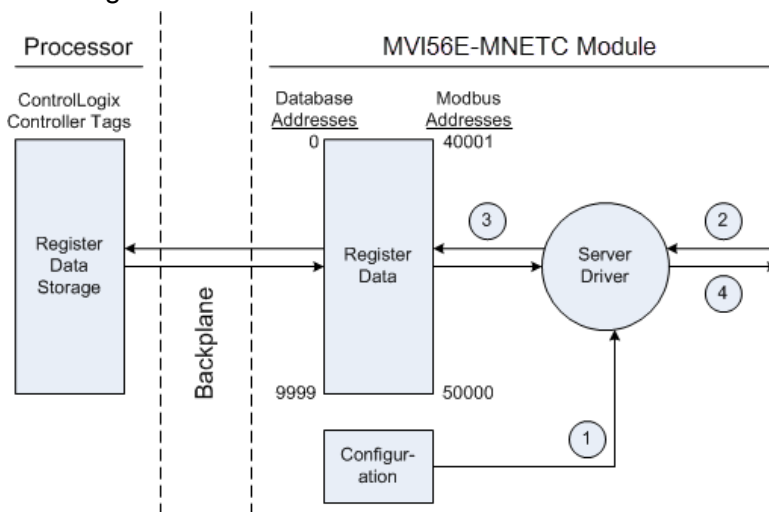 Processor
MVI56E-MNETC Module
ControlLogix
Controller Tags
Database
Addresses
Modbus
Addresses
0
40001
Register
Data
Storage
Backplane
Register
Data
3
Server
Driver
2
4
9999
50000
Configur-
ation
1